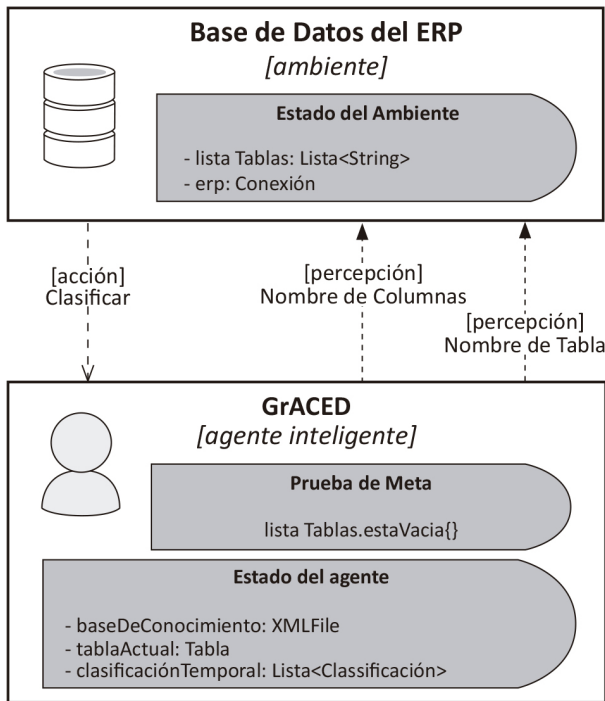 Base de Datos del ERP
[ambiente]
Estado del Ambiente
- lista Tablas: Lista<String>
- erp: Conexión
[acción]
Clasificar
[percepción]
Nombre de Columnas
[percepción]
Nombre de Tabla
GrACED
[agente inteligente]
Prueba de Meta
lista Tablas.estaVacia{}
Estado del agente
- baseDeConocimiento: XMLFile
- tablaActual: Tabla
- clasificaciónTemporal: Lista<Classificación>